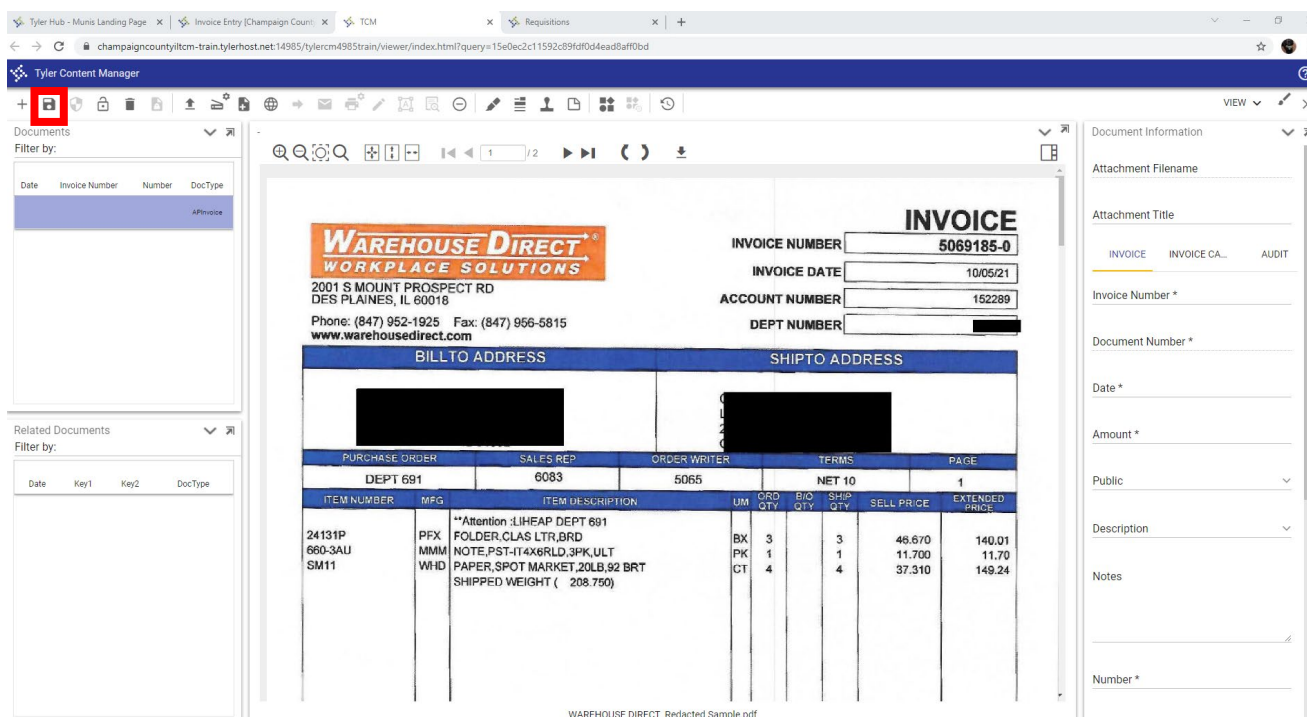 Tyler Hub - Munis Landing Page
Invoice Entry [Champaign Count
TCM
Requisitions
champaigncountyiltcm-train.tylerhost.net:14985/tylercm4985train/viewer/index.html?query=15e0ec2c11592c89fdf0d4ead8aff0bd
Tyler Content Manager
VIEW
Documents
Filter by:
Date Invoice Number Number DocType
APInvoice
Related Documents
Filter by:
Date Key1 Key2 DocType
-
1 / 2
WAREHOUSE DIRECT®
WORKPLACE SOLUTIONS
2001 S MOUNT PROSPECT RD
DES PLAINES, IL 60018
Phone: (847) 952-1925 Fax: (847) 956-5815
www.warehousedirect.com
INVOICE
INVOICE NUMBER 5069185-0
INVOICE DATE 10/05/21
ACCOUNT NUMBER 152289
DEPT NUMBER
BILLTO ADDRESS SHIPTO ADDRESS
PURCHASE ORDER SALES REP ORDER WRITER TERMS PAGE
DEPT 691 6083 5065 NET 10 1
ITEM NUMBER MFG ITEM DESCRIPTION UM ORD QTY B/O QTY SHIP QTY SELL PRICE EXTENDED PRICE
**Attention :LIHEAP DEPT 691
24131P PFX FOLDER,CLAS LTR,BRD BX 3 3 46.670 140.01
660-3AU MMM NOTE,PST-IT4X6RLD,3PK,ULT PK 1 1 11.700 11.70
SM11 WHD PAPER,SPOT MARKET,20LB,92 BRT CT 4 4 37.310 149.24
SHIPPED WEIGHT ( 208.750)
WAREHOUSE DIRECT_Redacted Sample.pdf
Document Information
Attachment Filename
Attachment Title
INVOICE INVOICE CA... AUDIT
Invoice Number *
Document Number *
Date *
Amount *
Public
Description
Notes
Number *